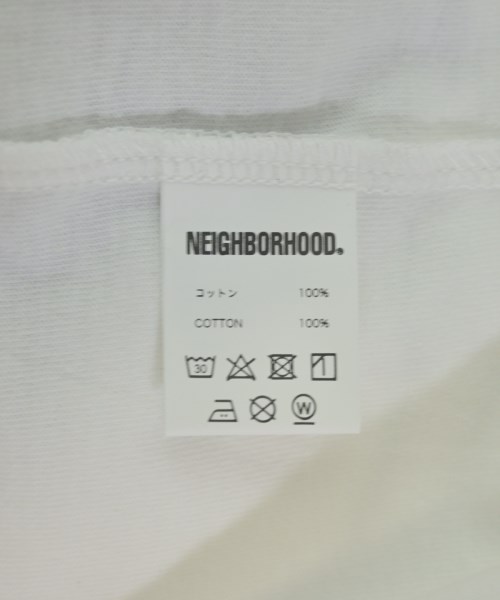 NEIGHBORHOOD®
コットン 100%
COTTON 100%
30
W